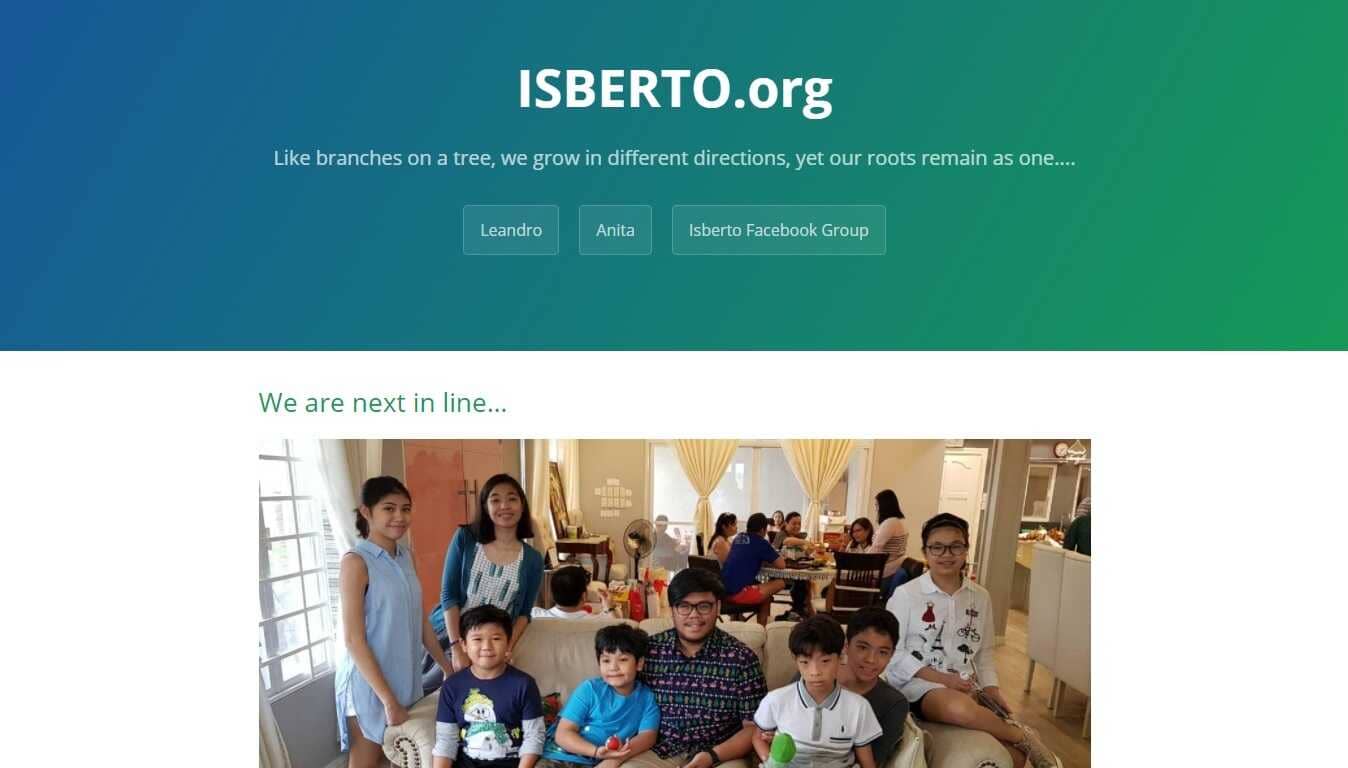 ISBERTO.org
Like branches on a tree, we grow in different directions, yet our roots remain as one....
Leandro
Anita
Isberto Facebook Group
We are next in line...